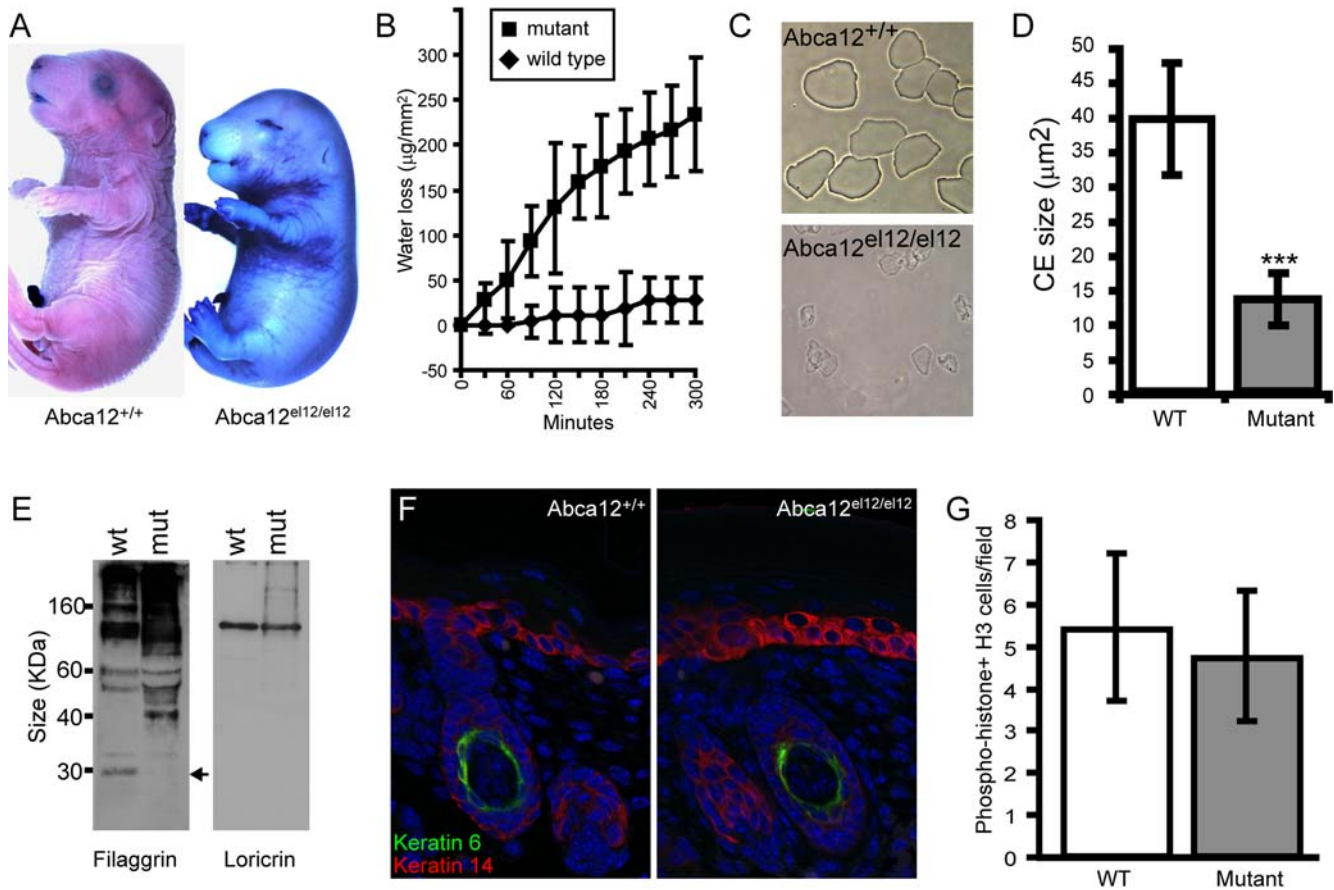 A
Abca12+/+
Abca12el12/el12
B
mutant
wild type
Water loss (µg/mm2)
350
300
250
200
150
100
50
0
-50
0
60
120
180
240
300
Minutes
C
Abca12+/+
Abca12el12/el12
D
CE size (µm2)
50
45
40
35
30
25
20
15
10
5
0
***
WT
Mutant
E
wt
mut
wt
mut
Size (KDa)
160
60
40
30
Filaggrin
Loricrin
F
Abca12+/+
Abca12el12/el12
Keratin 6
Keratin 14
G
Phospho-histone+ H3 cells/field
8
7
6
5
4
3
2
1
0
WT
Mutant